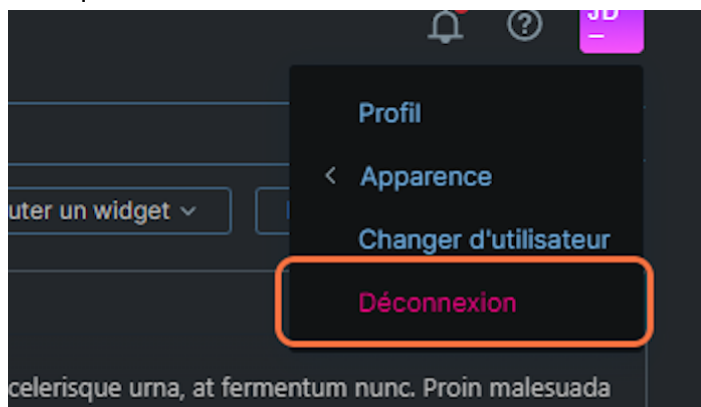 JD
Profil
Apparence
uter un widget
Changer d'utilisateur
Déconnexion
celerisque urna, at fermentum nunc. Proin malesuada